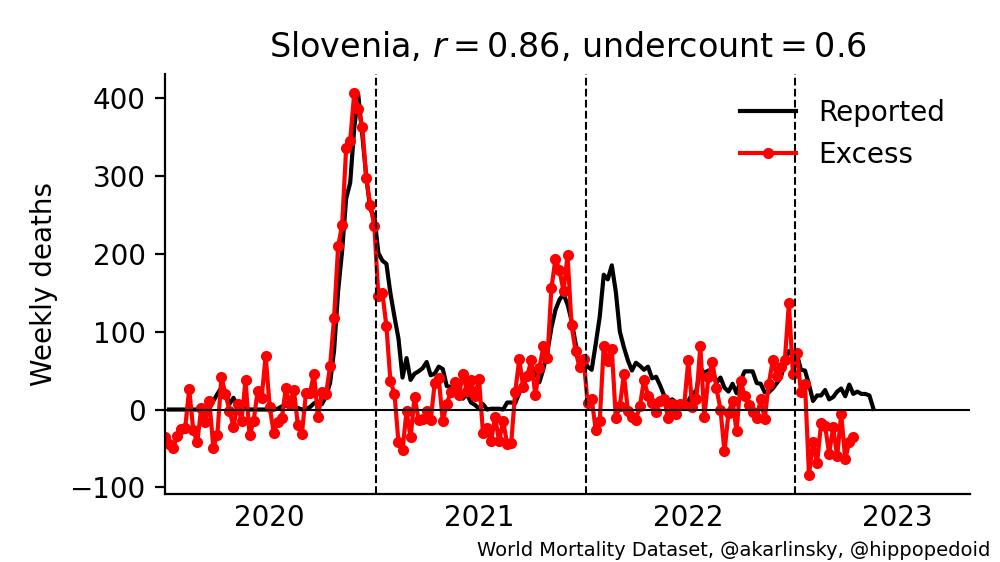 Slovenia, r = 0.86, undercount = 0.6
Weekly deaths
400
300
200
100
0
−100
Reported
Excess
2020
2021
2022
2023
World Mortality Dataset, @akarlinsky, @hippopedoid